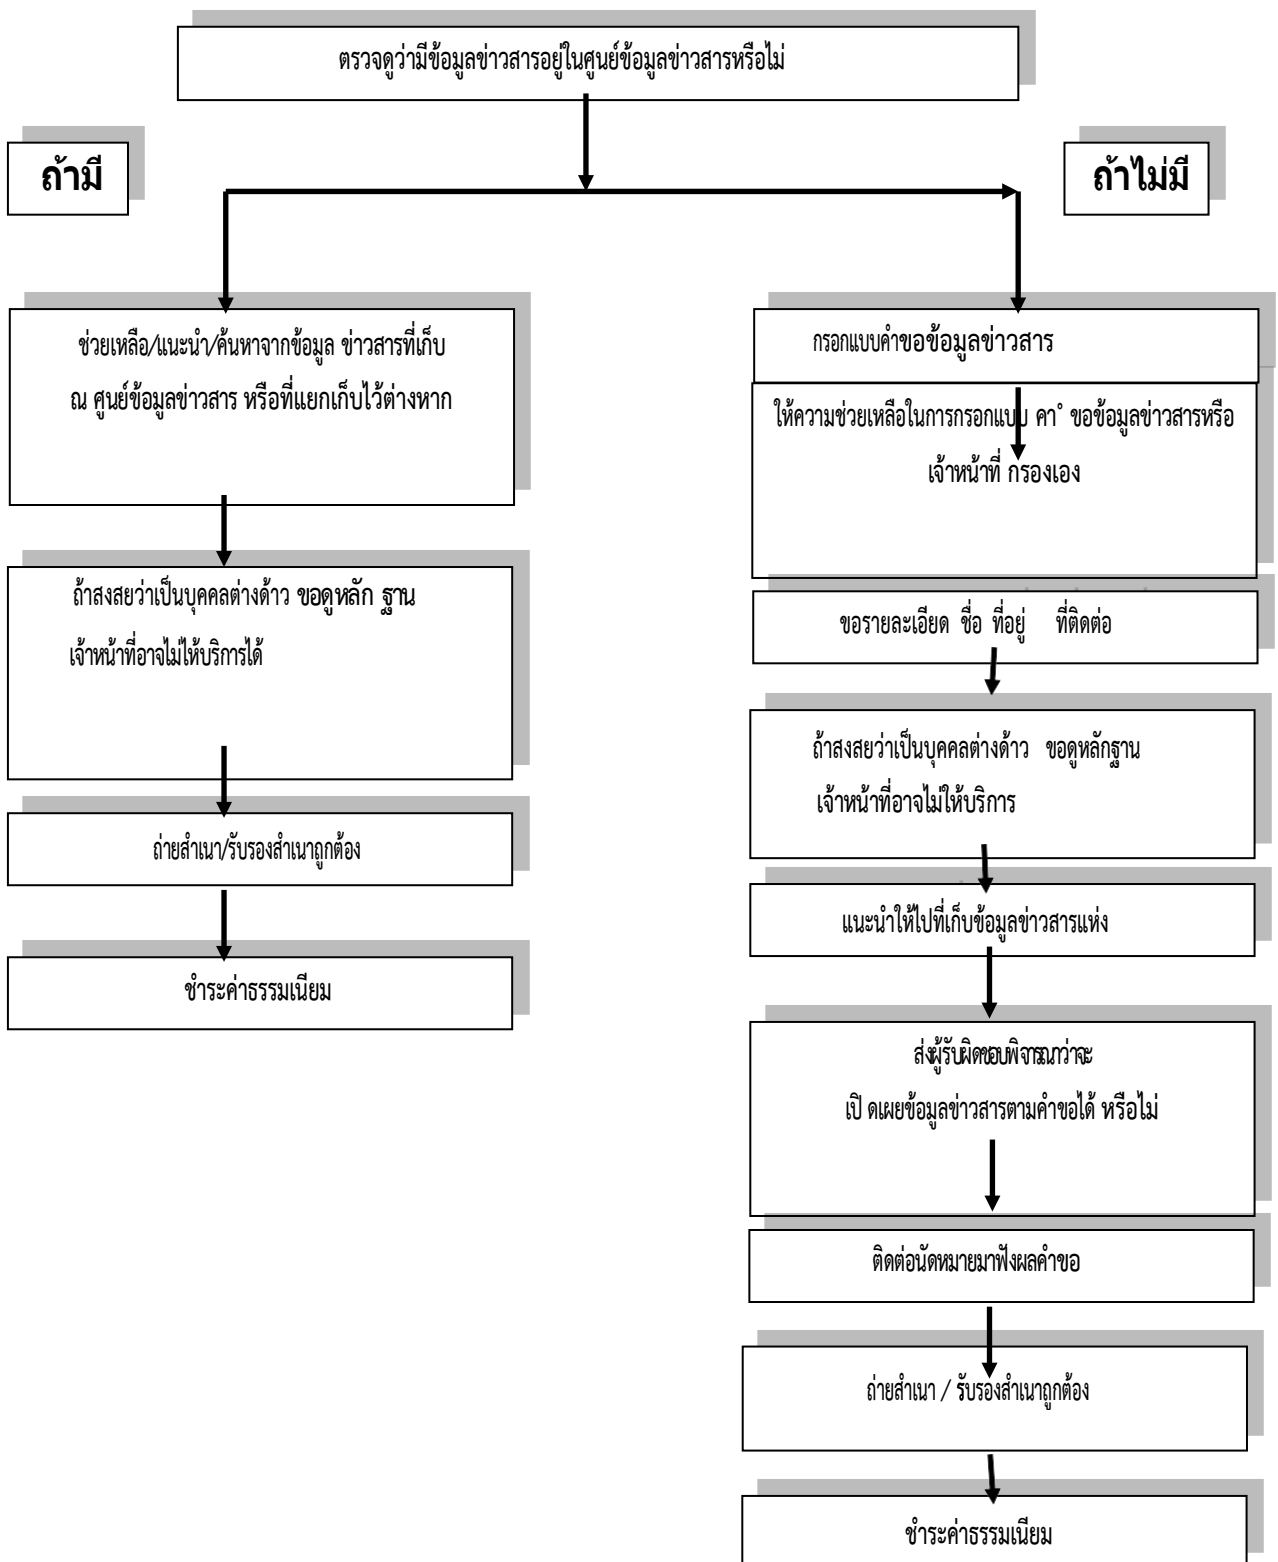 ตรวจดูว่ามีข้อมูลข่าวสารอยู่ในศูนย์ข้อมูลข่าวสารหรือไม่
ถ้ามี
ถ้าไม่มี
ช่วยเหลือ/แนะนำ/ค้นหาจากข้อมูล ข่าวสารที่เก็บ
ณ ศูนย์ข้อมูลข่าวสาร หรือที่แยกเก็บไว้ต่างหาก
ถ้าสงสยว่าเป็นบุคคลต่างด้าว ขอดูหลัก ฐาน
เจ้าหน้าที่อาจไม่ให้บริการได้
ถ่ายสำเนา/รับรองสำเนาถูกต้อง
ชำระค่าธรรมเนียม
กรอกแบบคำขอข้อมูลข่าวสาร
ให้ความช่วยเหลือในการกรอกแบบ คา ํ ขอข้อมูลข่าวสารหรือ
เจ้าหน้าที่ กรองเอง
ขอรายละเอียด ชื่อ ที่อยู่ ที่ติดต่อ
ถ้าสงสยว่าเป็นบุคคลต่างด้าว ขอดูหลักฐาน
เจ้าหน้าที่อาจไม่ให้บริการ
แนะนำให้ไปที่เก็บข้อมูลข่าวสารแห่ง
ส่งผู้รับผิดชอบพิจารณาว่าจะ
เปิ ดเผยข้อมูลข่าวสารตามคำขอได้ หรือไม่
ติดต่อนัดหมายมาฟังผลคำขอ
ถ่ายสำเนา / รับรองสำเนาถูกต้อง
ชำระค่าธรรมเนียม